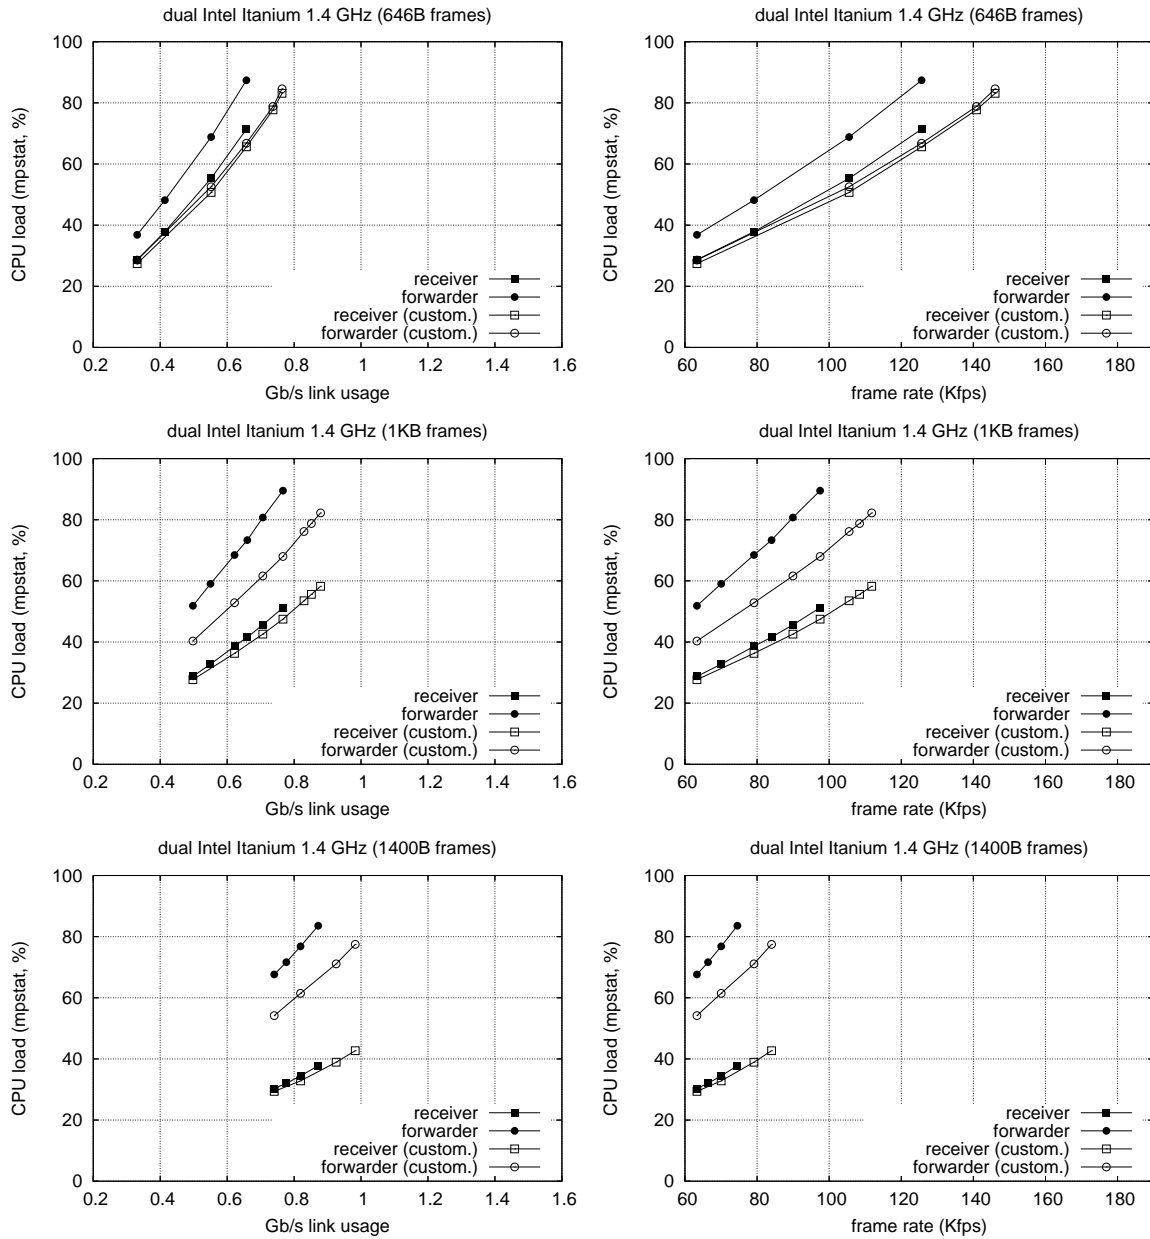 dual Intel Itanium 1.4 GHz (646B frames)
100
80
60
40
20
0
CPU load (mpstat, %)
receiver
forwarder
receiver (custom.)
forwarder (custom.)
0.2 0.4 0.6 0.8 1 1.2 1.4 1.6
Gb/s link usage
dual Intel Itanium 1.4 GHz (646B frames)
100
80
60
40
20
0
CPU load (mpstat, %)
receiver
forwarder
receiver (custom.)
forwarder (custom.)
60 80 100 120 140 160 180
frame rate (Kfps)
dual Intel Itanium 1.4 GHz (1KB frames)
100
80
60
40
20
0
CPU load (mpstat, %)
receiver
forwarder
receiver (custom.)
forwarder (custom.)
0.2 0.4 0.6 0.8 1 1.2 1.4 1.6
Gb/s link usage
dual Intel Itanium 1.4 GHz (1KB frames)
100
80
60
40
20
0
CPU load (mpstat, %)
receiver
forwarder
receiver (custom.)
forwarder (custom.)
60 80 100 120 140 160 180
frame rate (Kfps)
dual Intel Itanium 1.4 GHz (1400B frames)
100
80
60
40
20
0
CPU load (mpstat, %)
receiver
forwarder
receiver (custom.)
forwarder (custom.)
0.2 0.4 0.6 0.8 1 1.2 1.4 1.6
Gb/s link usage
dual Intel Itanium 1.4 GHz (1400B frames)
100
80
60
40
20
0
CPU load (mpstat, %)
receiver
forwarder
receiver (custom.)
forwarder (custom.)
60 80 100 120 140 160 180
frame rate (Kfps)